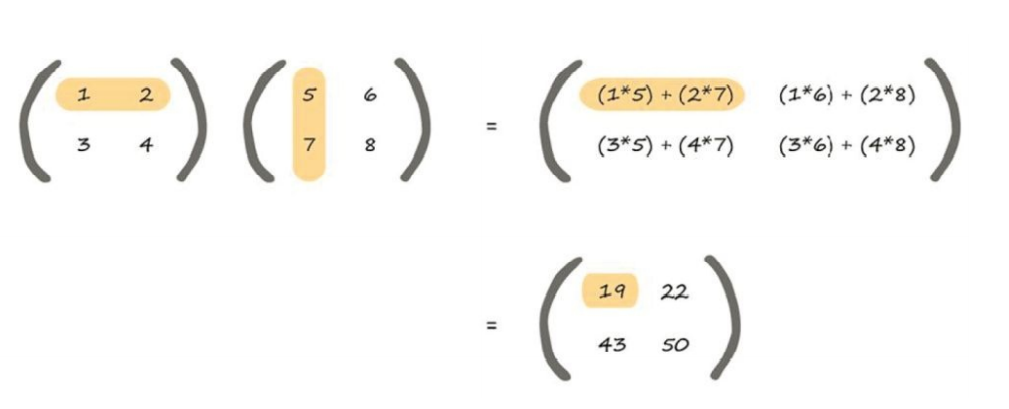 1 2 5 6 = (1*5) + (2*7) (1*6) + (2*8)
3 4 7 8 (3*5) + (4*7) (3*6) + (4*8)
= 19 22
43 50